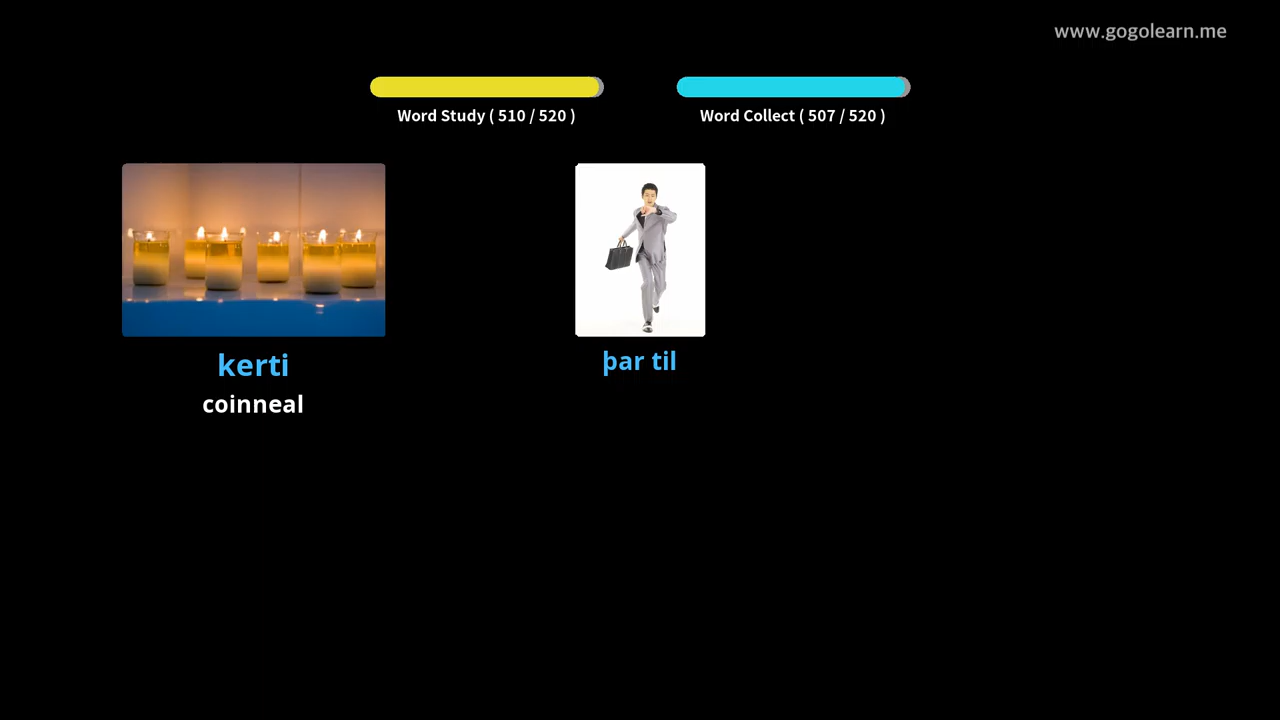 www.gogolearn.me
Word Study ( 510 / 520 )
Word Collect ( 507 / 520 )
kerti
coinneal
þar til